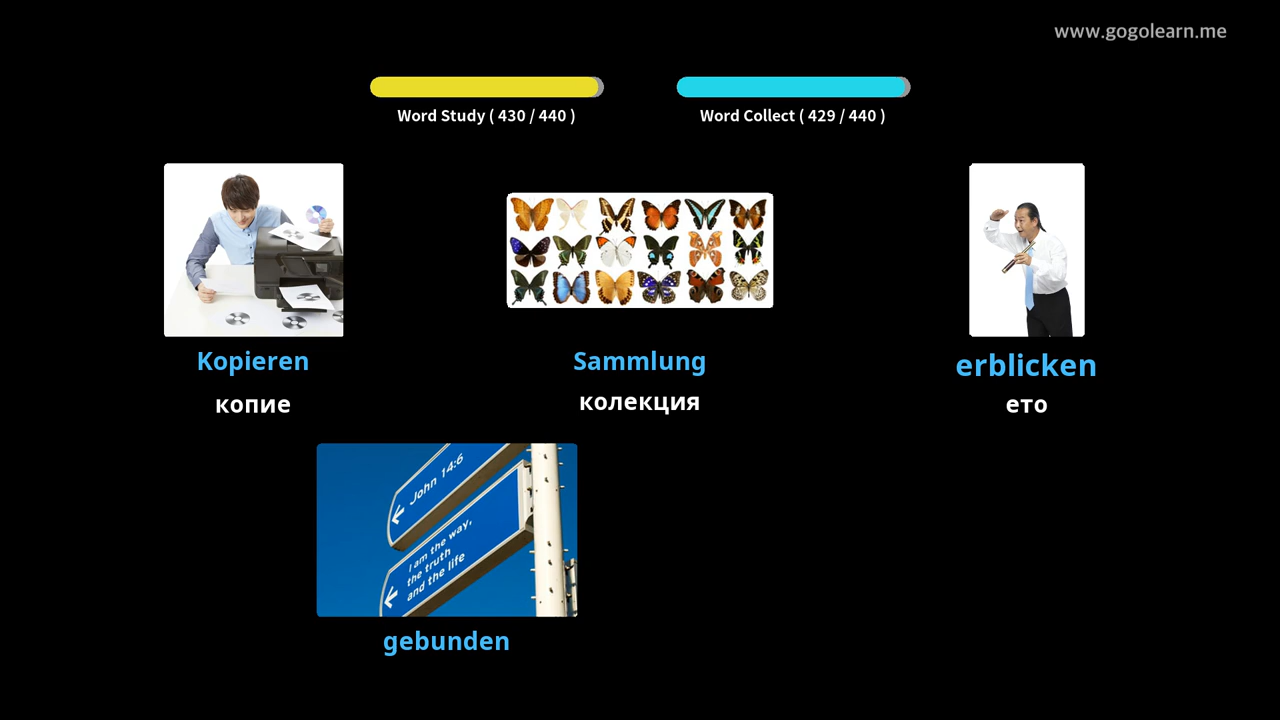 www.gogolearn.me
Word Study ( 430 / 440 )
Word Collect ( 429 / 440 )
Kopieren
копие
Sammlung
колекция
erblicken
ето
John 14:6
I am the way,
the truth
and the life
gebunden